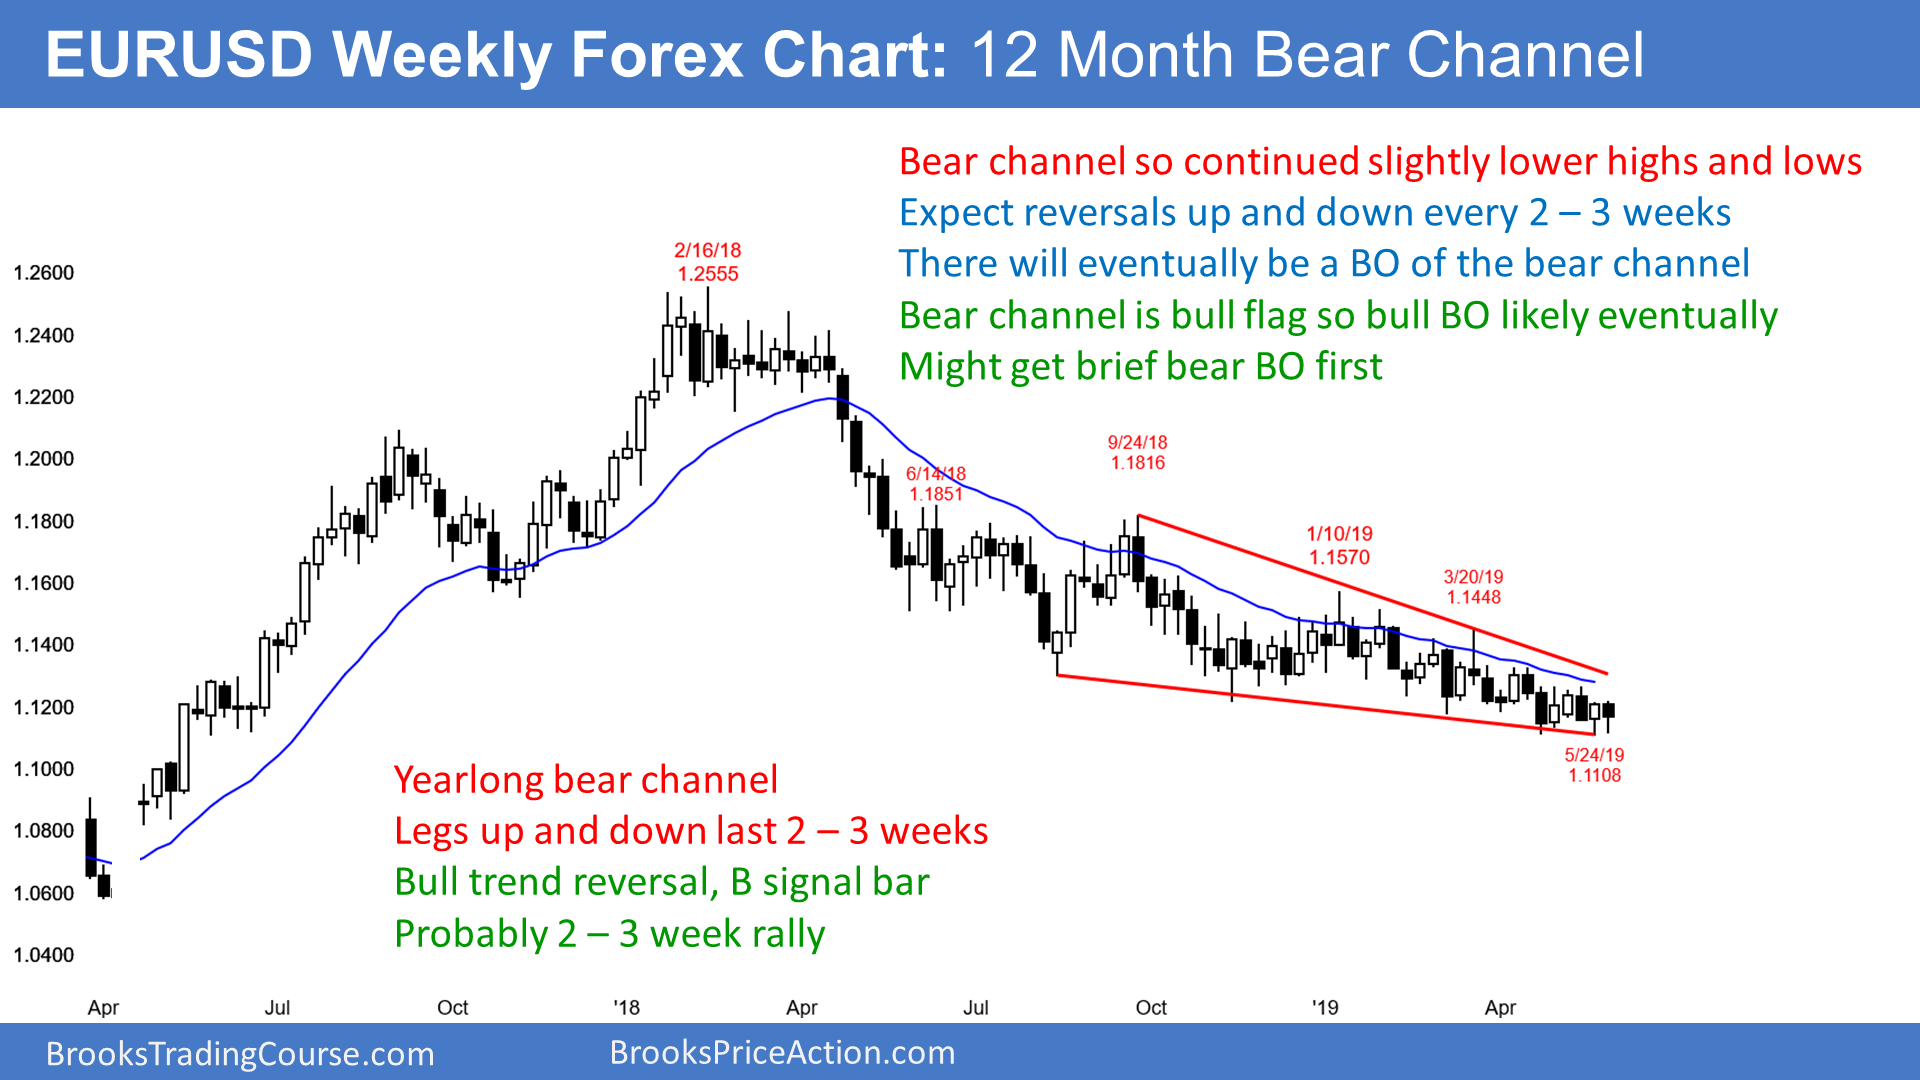 EURUSD Weekly Forex Chart: 12 Month Bear Channel
Bear channel so continued slightly lower highs and lows
Expect reversals up and down every 2 – 3 weeks
There will eventually be a BO of the bear channel
Bear channel is bull flag so bull BO likely eventually
Might get brief bear BO first
2/16/18
1.2555
9/24/18
1.1816
6/14/18
1.1851
1/10/19
1.1570
3/20/19
1.1448
5/24/19
1.1108
1.2600
1.2400
1.2200
1.2000
1.1800
1.1600
1.1400
1.1200
1.1000
1.0800
1.0600
1.0400
Yearlong bear channel
Legs up and down last 2 – 3 weeks
Bull trend reversal, B signal bar
Probably 2 – 3 week rally
Apr Jul Oct '18 Apr Jul Oct '19 Apr
BrooksTradingCourse.com BrooksPriceAction.com